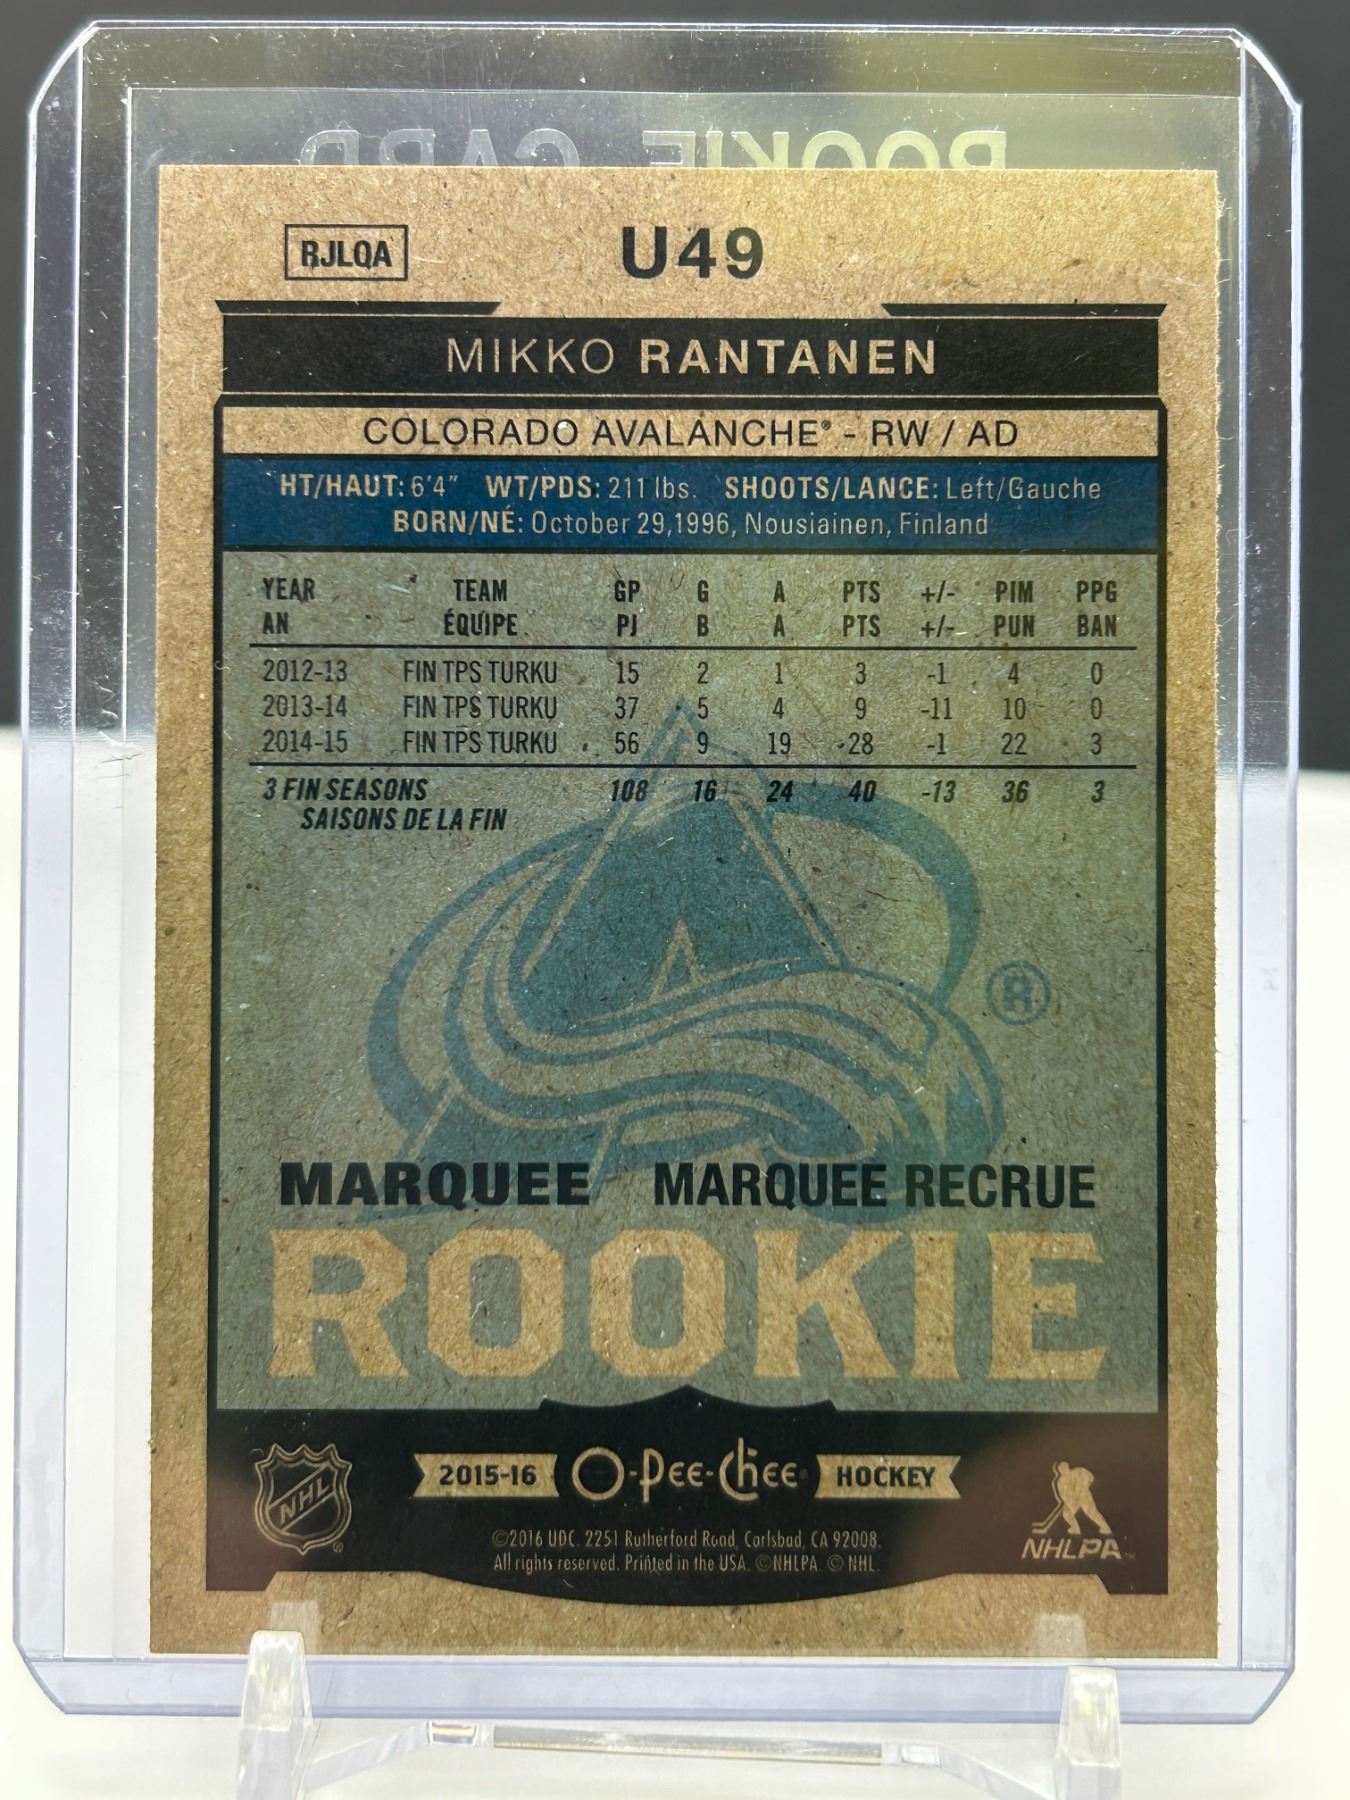 ROOKIE CARD
RJLQA
U49
MIKKO RANTANEN
COLORADO AVALANCHE® - RW / AD
HT/HAUT: 6'4" WT/PDS: 211 lbs. SHOOTS/LANCE: Left/Gauche
BORN/NÉ: October 29,1996, Nousiainen, Finland
YEAR TEAM GP G A PTS +/- PIM PPG
AN ÉQUIPE PJ B A PTS +/- PUN BAN
2012-13 FIN TPS TURKU 15 2 1 3 -1 4 0
2013-14 FIN TPS TURKU 37 5 4 9 -11 10 0
2014-15 FIN TPS TURKU 56 9 19 28 -1 22 3
3 FIN SEASONS 108 16 24 40 -13 36 3
SAISONS DE LA FIN
®
MARQUEE MARQUEE RECRUE
ROOKIE
NHL ®
2015-16 O-Pee-Chee HOCKEY
©2016 UDC. 2251 Rutherford Road, Carlsbad, CA 92008.
All rights reserved. Printed in the USA. ©NHLPA. © NHL.
NHLPA™